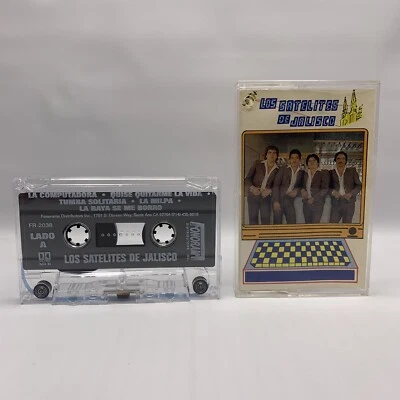 LA COMPUTADORA • QUISE QUITARME LA VIDA
TUMBA SOLITARIA • LA MILPA •
LA RAYA SE ME BORRO
FR-2036
LADO
A
FONORAMA
LOS SATELITES DE JALISCO
LOS SATELITES
DE JALISCO